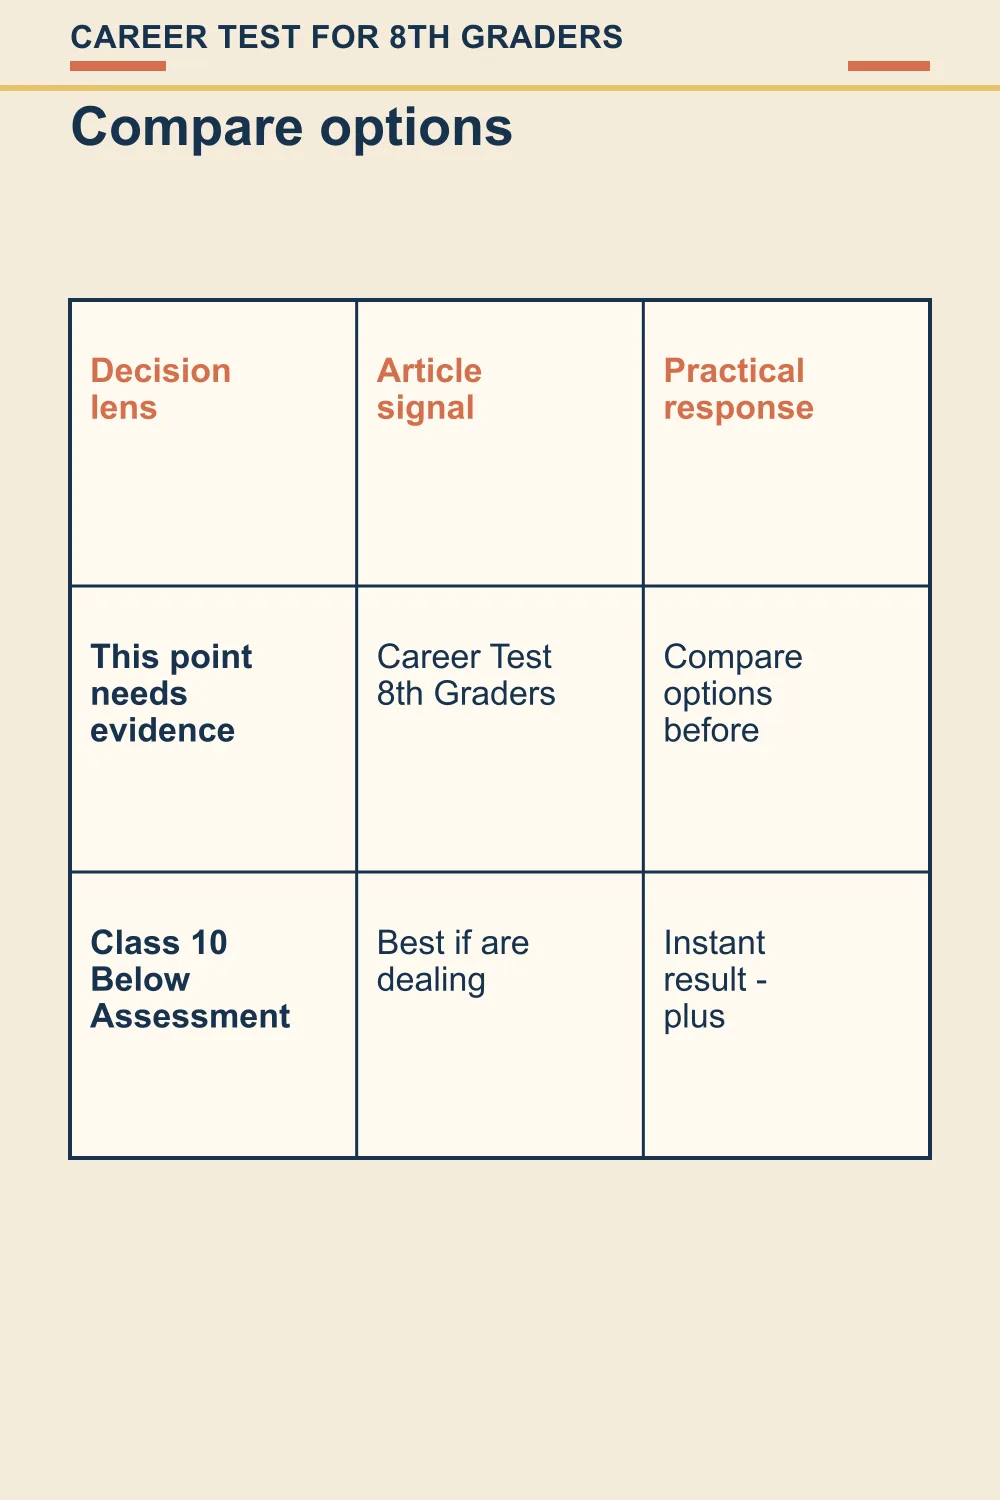 CAREER TEST FOR 8TH GRADERS
Compare options
Decision
lens
Article
signal
Practical
response
This point
needs
evidence
Career Test
8th Graders
Compare
options
before
Class 10
Below
Assessment
Best if are
dealing
Instant
result -
plus